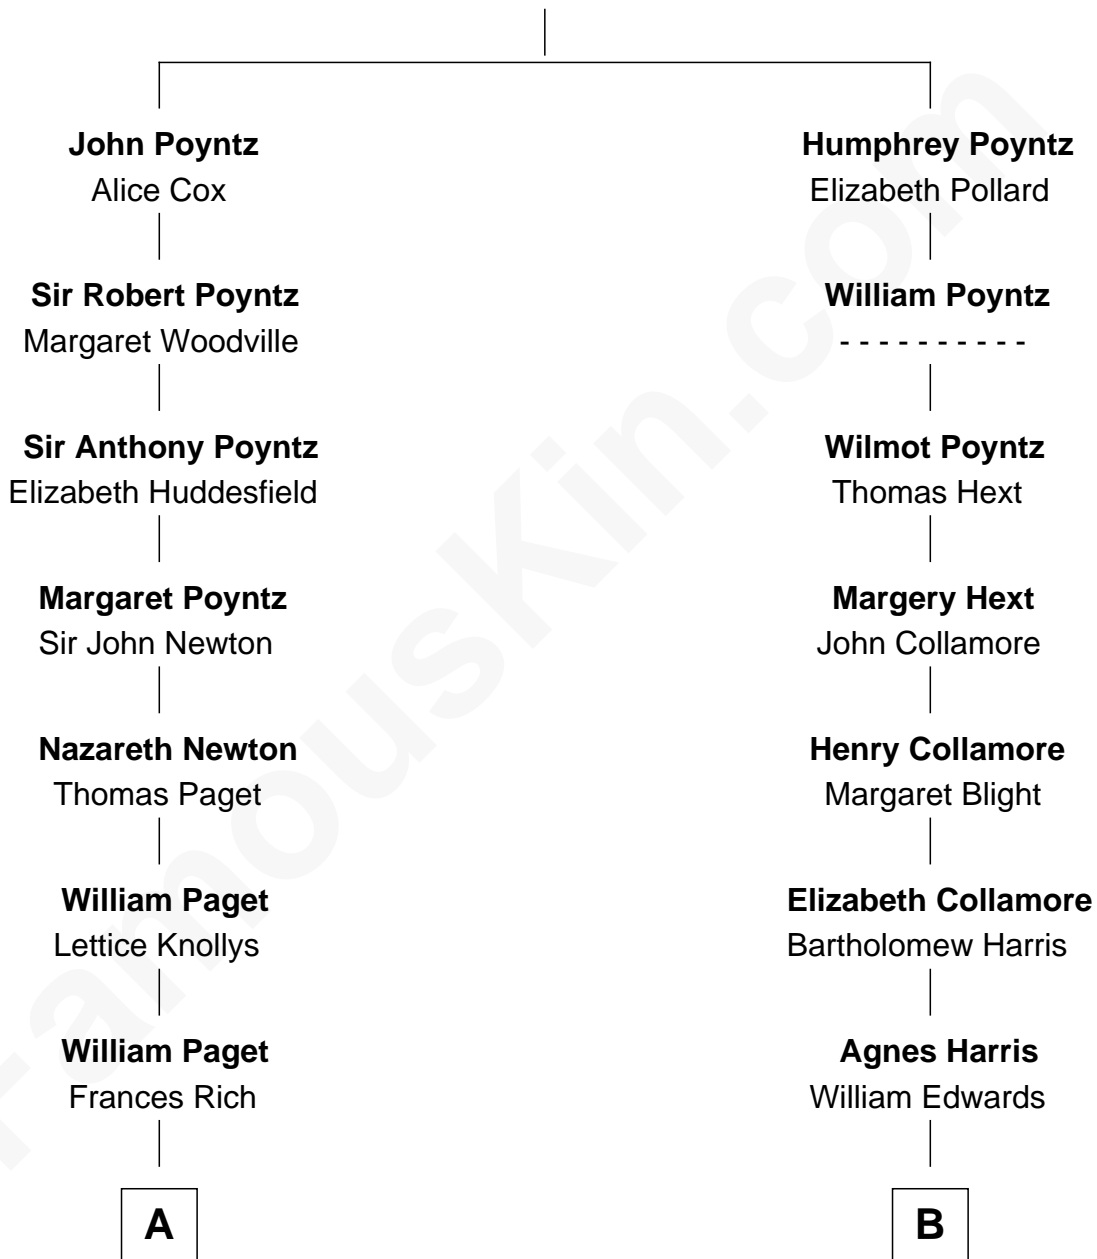 John Poyntz
Alice Cox
Humphrey Poyntz
Elizabeth Pollard
Sir Robert Poyntz
Margaret Woodville
William Poyntz
- - - - - - - - - -
Sir Anthony Poyntz
Elizabeth Huddesfield
Wilmot Poyntz
Thomas Hext
Margaret Poyntz
Sir John Newton
Margery Hext
John Collamore
Nazareth Newton
Thomas Paget
Henry Collamore
Margaret Blight
William Paget
Lettice Knollys
Elizabeth Collamore
Bartholomew Harris
William Paget
Frances Rich
Agnes Harris
William Edwards
A
B
FamousKin.com